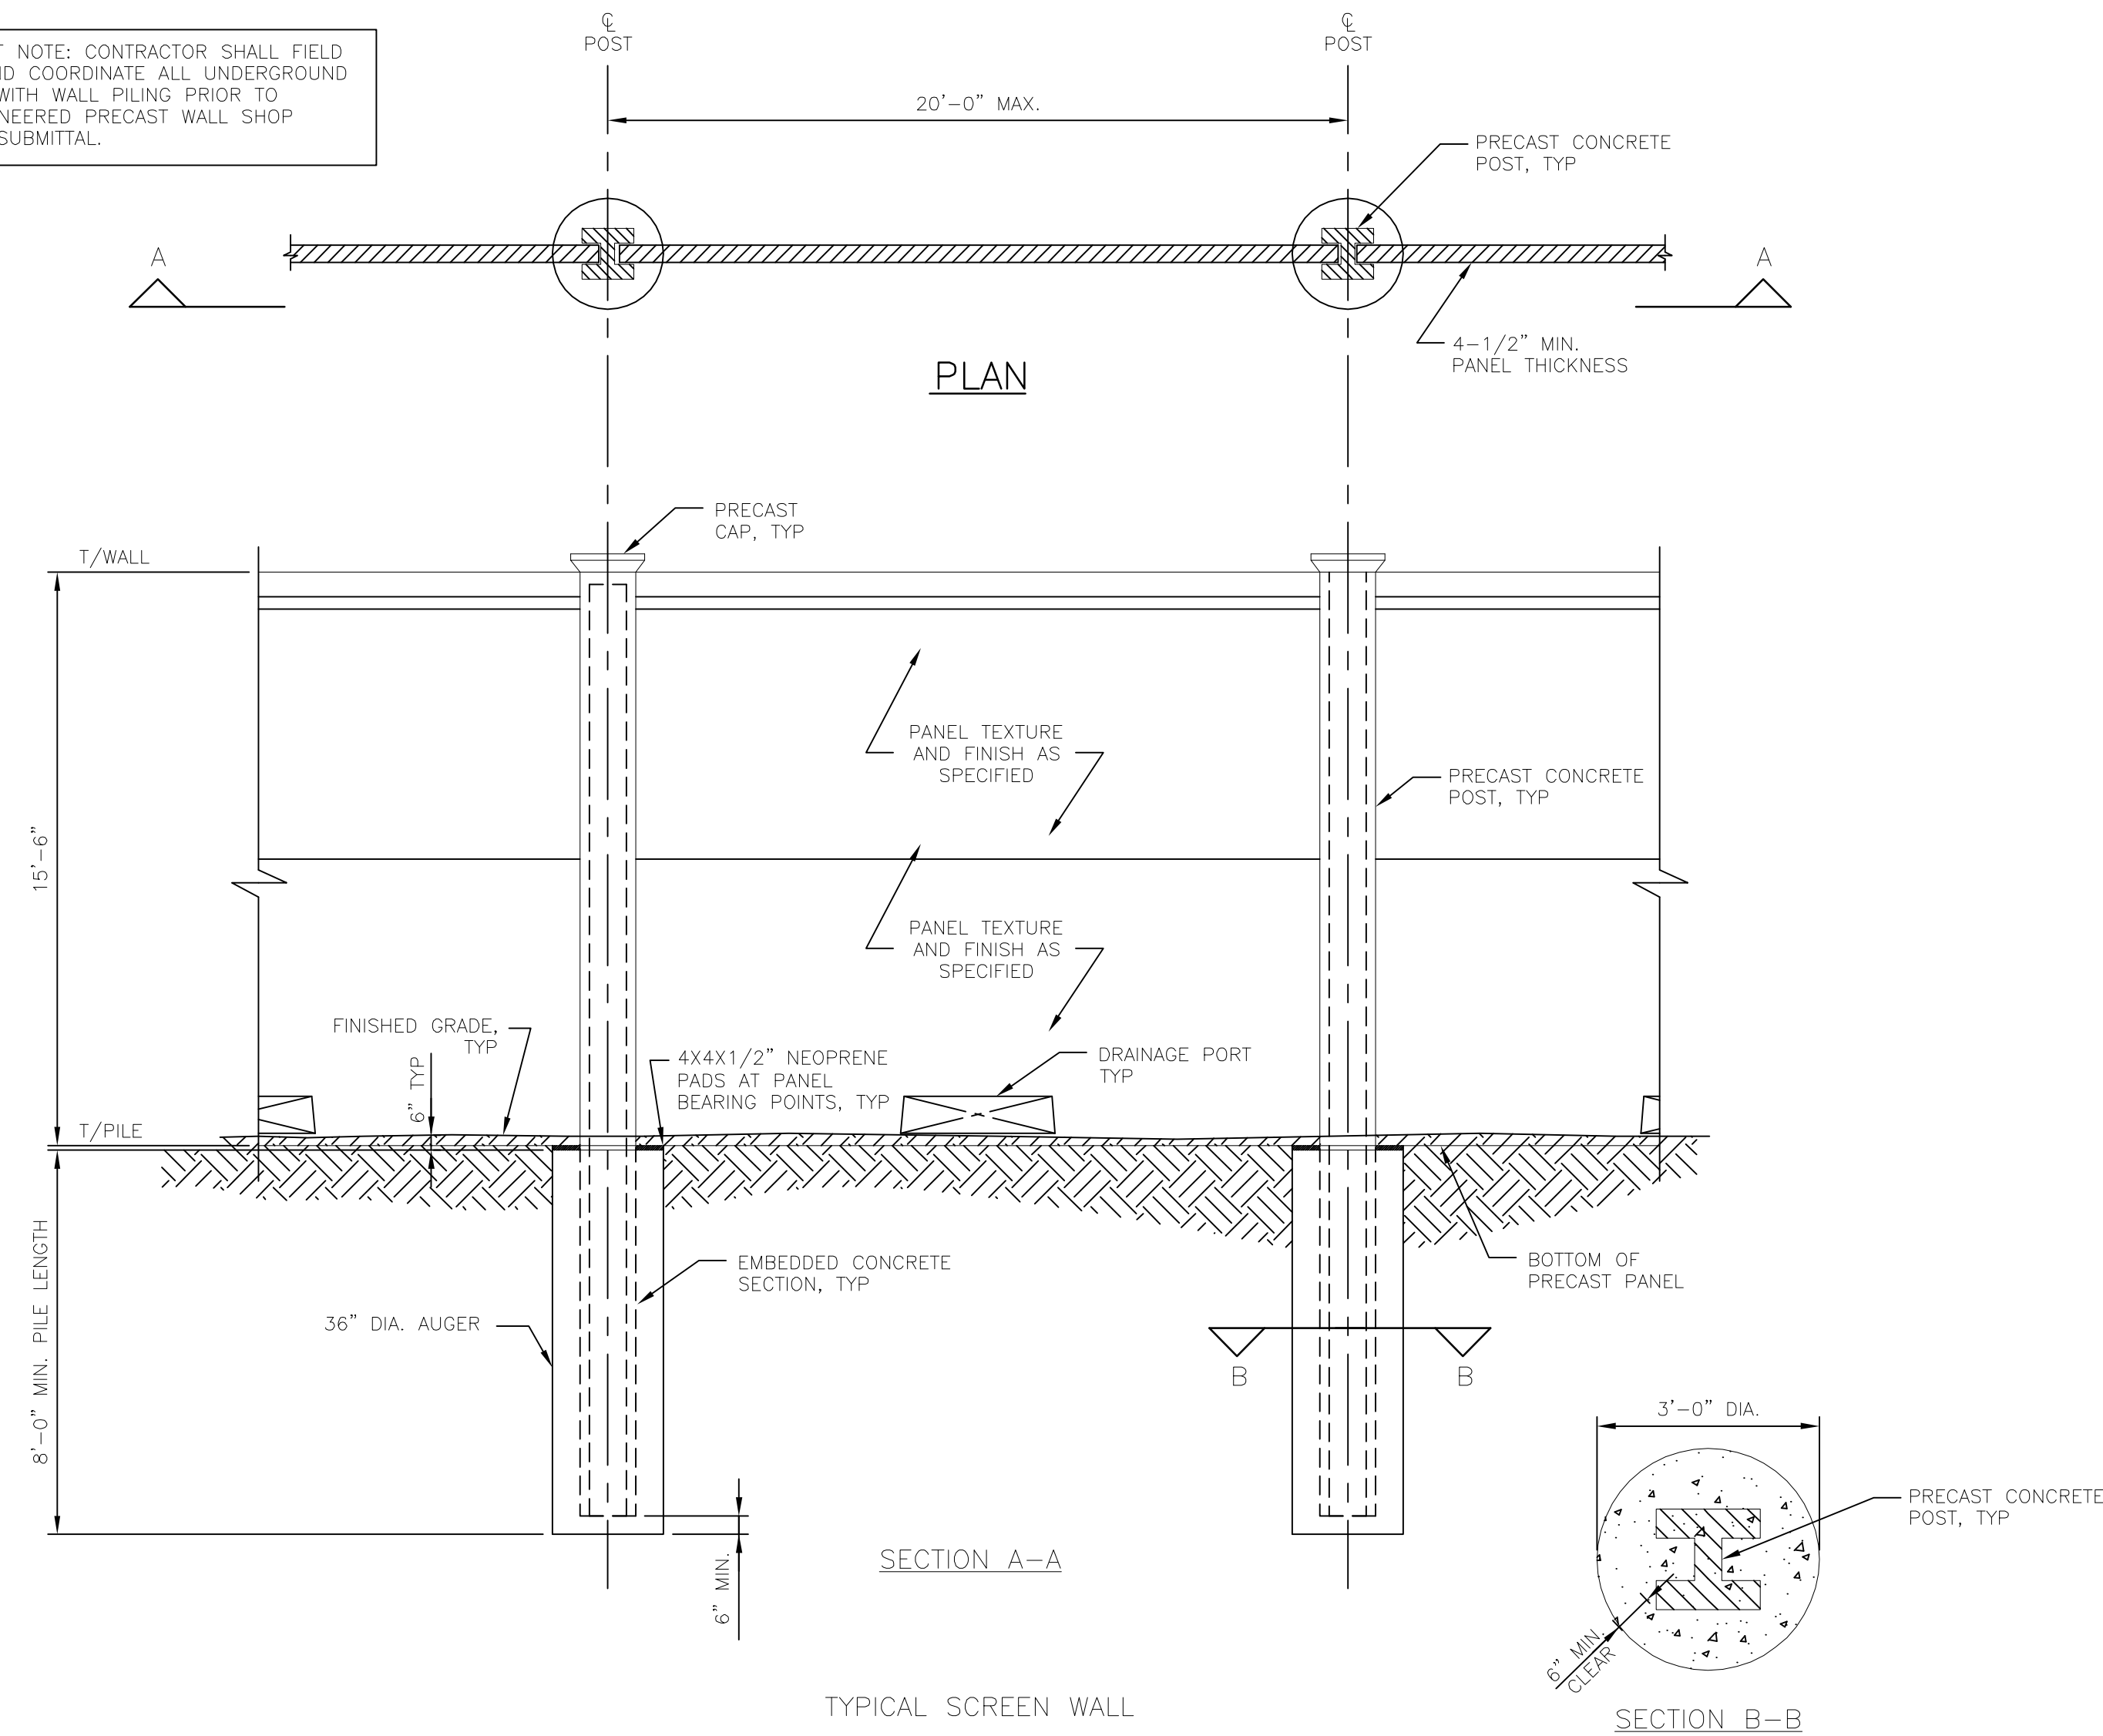 T NOTE: CONTRACTOR SHALL FIELD
ND COORDINATE ALL UNDERGROUND
WITH WALL PILING PRIOR TO
NEERED PRECAST WALL SHOP
SUBMITTAL.
℄
POST
℄
POST
20'-0" MAX.
PRECAST CONCRETE
POST, TYP
A
A
4-1/2" MIN.
PANEL THICKNESS
PLAN
PRECAST
CAP, TYP
T/WALL
PANEL TEXTURE
AND FINISH AS
SPECIFIED
PRECAST CONCRETE
POST, TYP
15'-6"
PANEL TEXTURE
AND FINISH AS
SPECIFIED
FINISHED GRADE,
TYP
6" TYP
4X4X1/2" NEOPRENE
PADS AT PANEL
BEARING POINTS, TYP
DRAINAGE PORT
TYP
T/PILE
8'-0" MIN. PILE LENGTH
EMBEDDED CONCRETE
SECTION, TYP
BOTTOM OF
PRECAST PANEL
36" DIA. AUGER
B
B
3'-0" DIA.
PRECAST CONCRETE
POST, TYP
6" MIN.
SECTION A-A
6" MIN.
CLEAR
TYPICAL SCREEN WALL
SECTION B-B